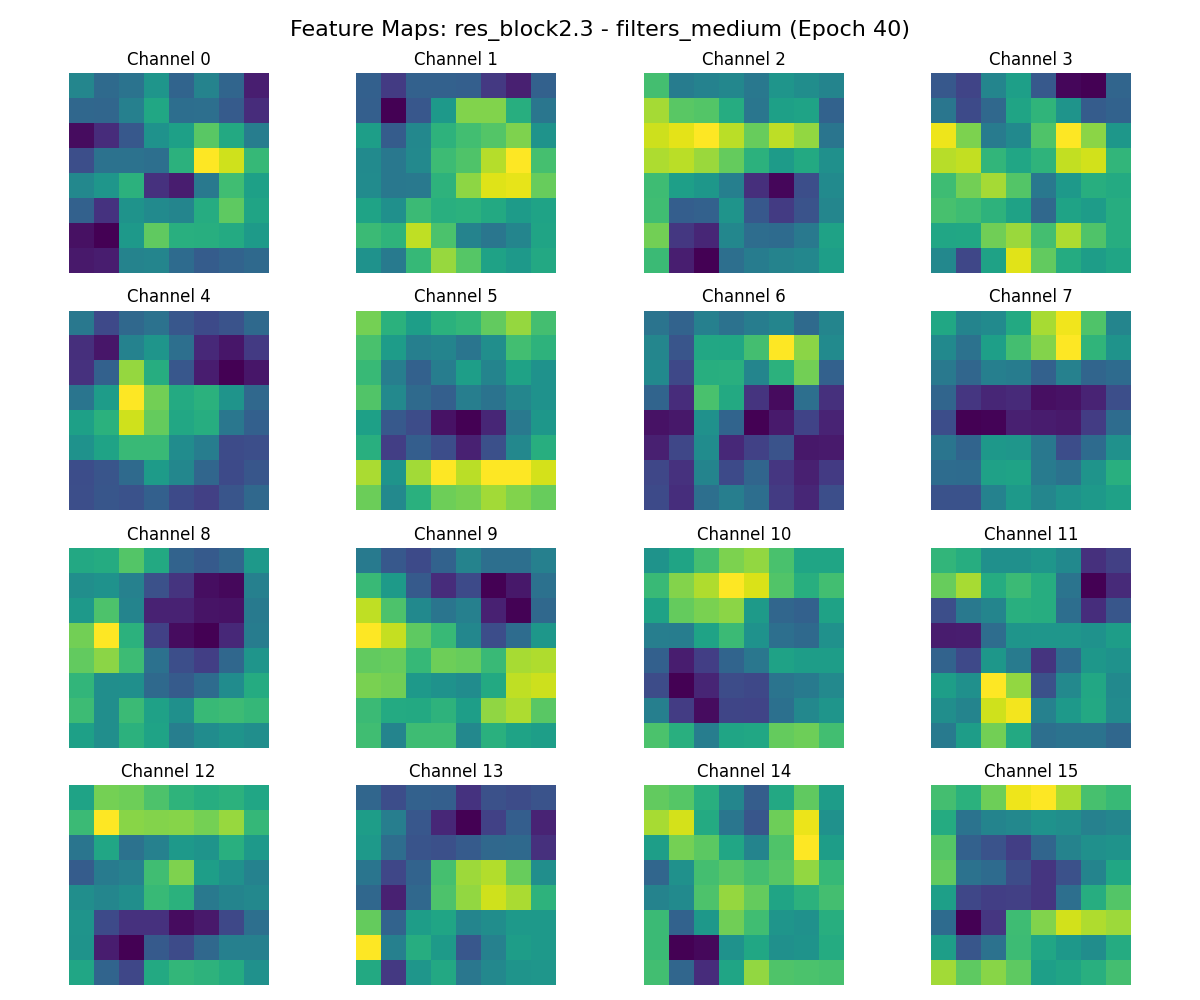 Feature Maps: res_block2.3 - filters_medium (Epoch 40)
Channel 0
Channel 1
Channel 2
Channel 3
Channel 4
Channel 5
Channel 6
Channel 7
Channel 8
Channel 9
Channel 10
Channel 11
Channel 12
Channel 13
Channel 14
Channel 15